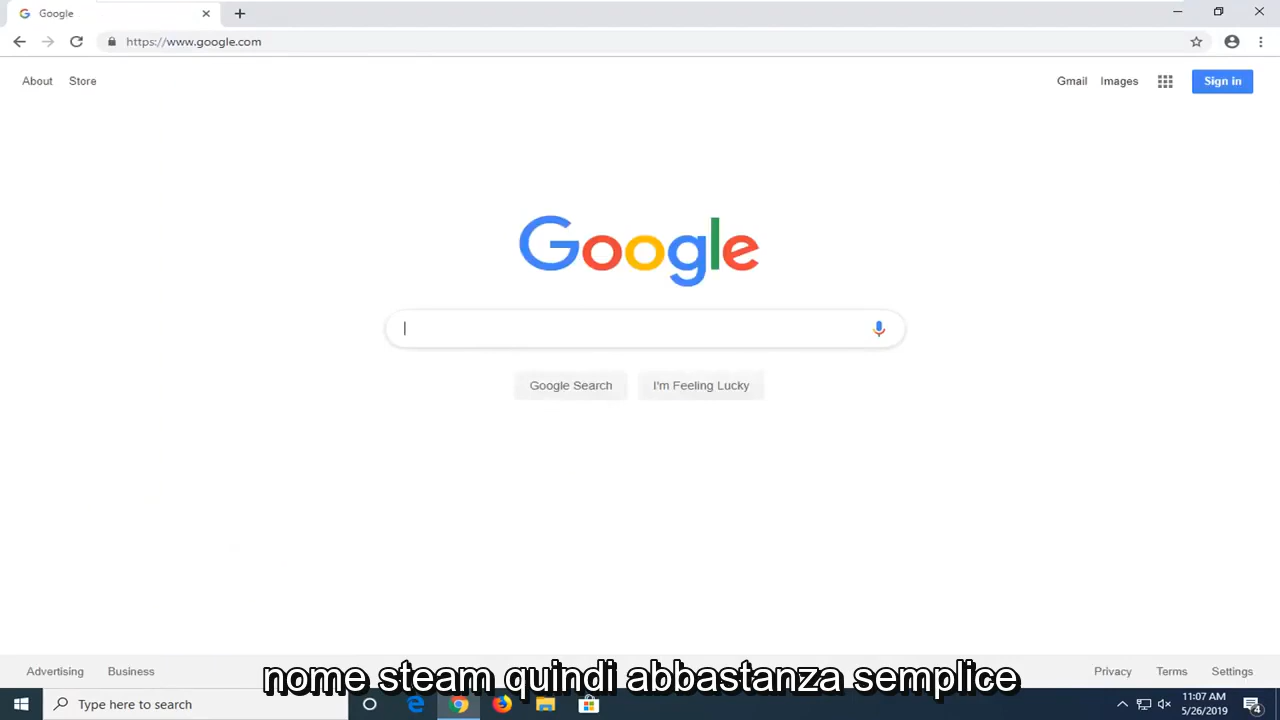 Google
https://www.google.com
About Store Gmail Images Sign in
Google
Google Search I'm Feeling Lucky
Advertising Business Privacy Terms Settings
nome steam quindi abbastanza semplice
Type here to search
11:07 AM
5/26/2019
4